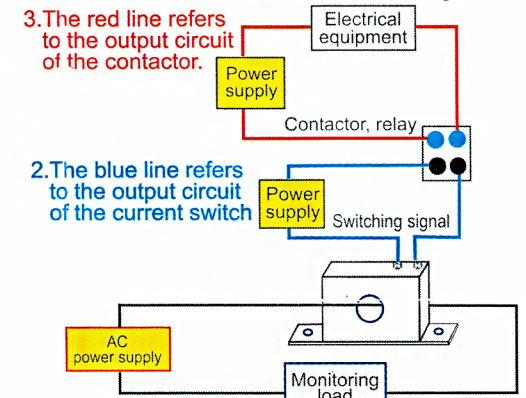 3.The red line refers
to the output circuit
of the contactor.
Electrical
equipment
Power
supply
Contactor, relay
2.The blue line refers
to the output circuit
of the current switch
Power
supply
Switching signal
AC
power supply
Monitoring
load